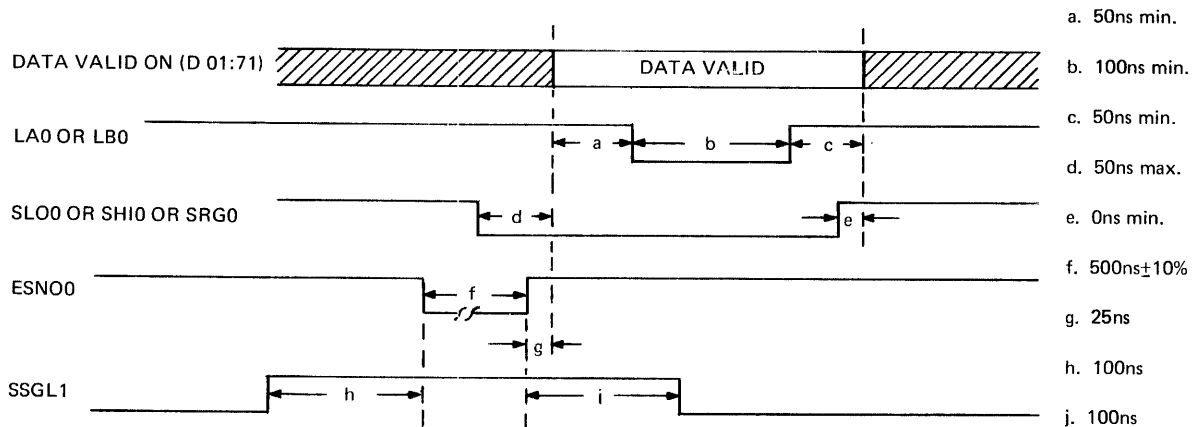 DATA VALID ON (D 01:71)
DATA VALID
LA0 OR LB0
a
b
c
SLO0 OR SHI0 OR SRG0
d
e
ESNO0
f
g
SSGL1
h
j
a. 50ns min.
b. 100ns min.
c. 50ns min.
d. 50ns max.
e. 0ns min.
f. 500ns±10%
g. 25ns
h. 100ns
j. 100ns